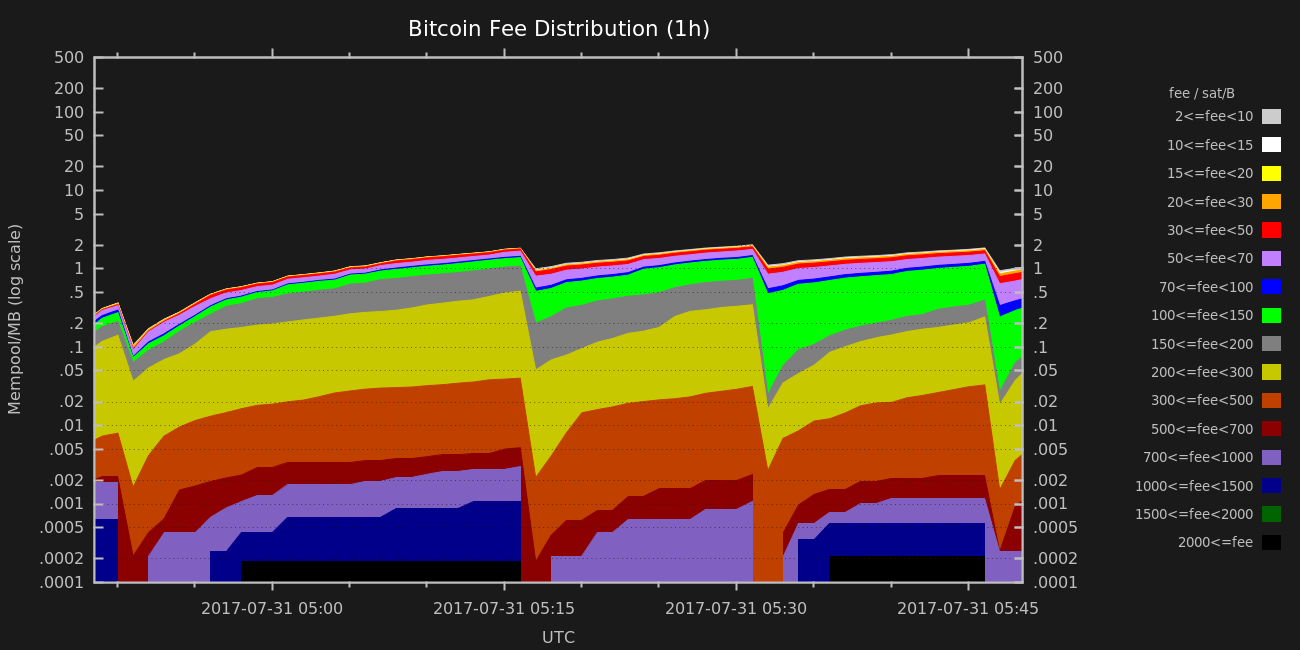 Bitcoin Fee Distribution (1h)
500
200
100
50
20
10
5
2
1
.5
.2
.1
.05
.02
.01
.005
.002
.001
.0005
.0002
.0001
Mempool/MB (log scale)
500
200
100
50
20
10
5
2
1
.5
.2
.1
.05
.02
.01
.005
.002
.001
.0005
.0002
.0001
2017-07-31 05:00 2017-07-31 05:15 2017-07-31 05:30 2017-07-31 05:45
UTC
fee / sat/B
2<=fee<10
10<=fee<15
15<=fee<20
20<=fee<30
30<=fee<50
50<=fee<70
70<=fee<100
100<=fee<150
150<=fee<200
200<=fee<300
300<=fee<500
500<=fee<700
700<=fee<1000
1000<=fee<1500
1500<=fee<2000
2000<=fee